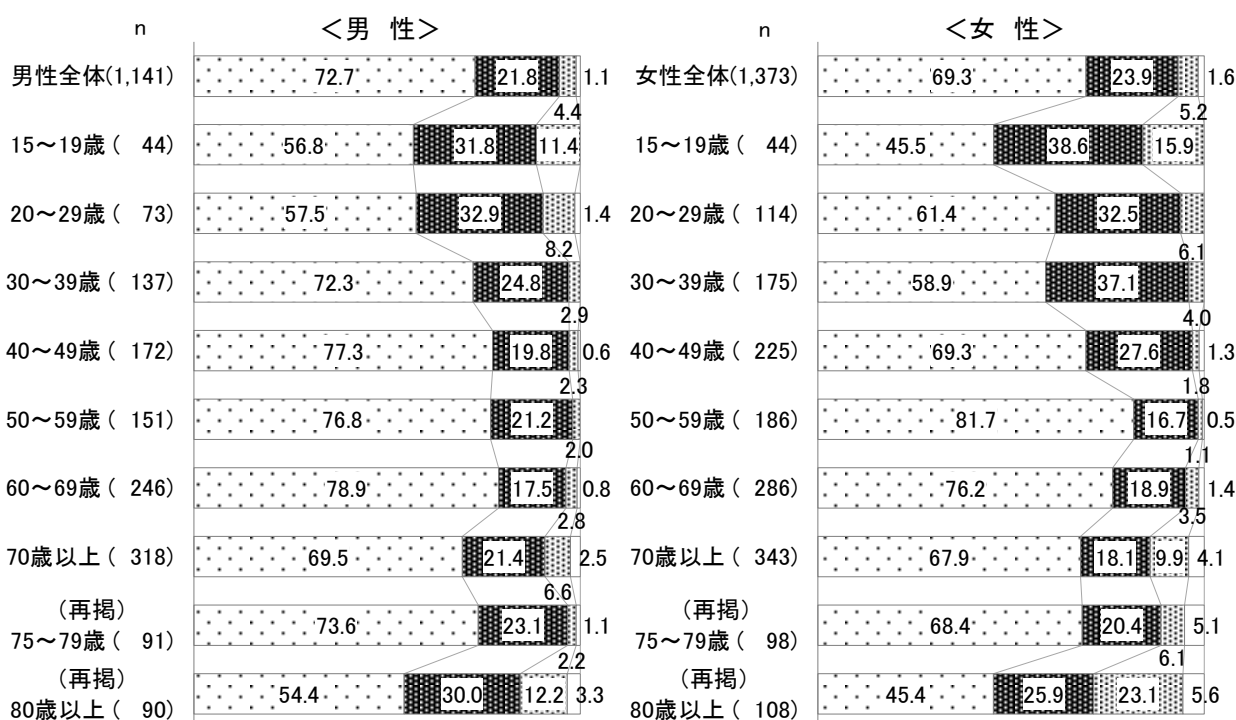 n ＜男 性＞
男性全体(1,141) 72.7 21.8 1.1
4.4
15～19歳 ( 44) 56.8 31.8 11.4
20～29歳 ( 73) 57.5 32.9 1.4
8.2
30～39歳 ( 137) 72.3 24.8
2.9
40～49歳 ( 172) 77.3 19.8 0.6
2.3
50～59歳 ( 151) 76.8 21.2
2.0
60～69歳 ( 246) 78.9 17.5 0.8
2.8
70歳以上 ( 318) 69.5 21.4 2.5
6.6
(再掲)
75～79歳 ( 91) 73.6 23.1 1.1
2.2
(再掲)
80歳以上 ( 90) 54.4 30.0 12.2 3.3
n ＜女 性＞
女性全体(1,373) 69.3 23.9 1.6
5.2
15～19歳 ( 44) 45.5 38.6 15.9
20～29歳 ( 114) 61.4 32.5
6.1
30～39歳 ( 175) 58.9 37.1
4.0
40～49歳 ( 225) 69.3 27.6 1.3
1.8
50～59歳 ( 186) 81.7 16.7 0.5
1.1
60～69歳 ( 286) 76.2 18.9 1.4
3.5
70歳以上 ( 343) 67.9 18.1 9.9 4.1
(再掲)
75～79歳 ( 98) 68.4 20.4 5.1
6.1
(再掲)
80歳以上 ( 108) 45.4 25.9 23.1 5.6